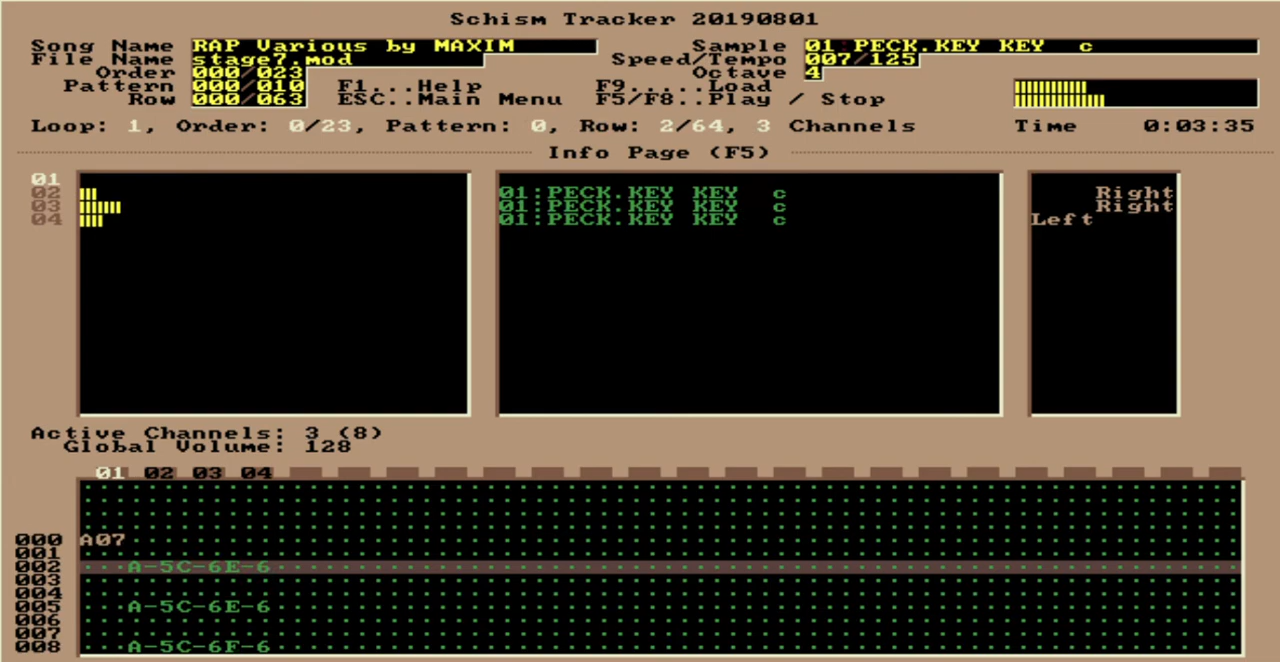 Schism Tracker 20190801
Song Name RAP Various by MAXIM Sample 01:PECK.KEY KEY c
File Name stage7.mod Speed/Tempo 007/125
Order 000/023 Octave 4
Pattern 000/010 F1...Help F9.....Load
Row 000/063 ESC..Main Menu F5/F8..Play / Stop
Loop: 1, Order: 0/23, Pattern: 0, Row: 2/64, 3 Channels Time 0:03:35
Info Page (F5)
01
02 01:PECK.KEY KEY c Right
03 01:PECK.KEY KEY c Right
04 01:PECK.KEY KEY c Left
Active Channels: 3 (8)
Global Volume: 128
01 02 03 04
000 A07
001
002 A-5C-6E-6
003
004
005 A-5C-6E-6
006
007
008 A-5C-6F-6